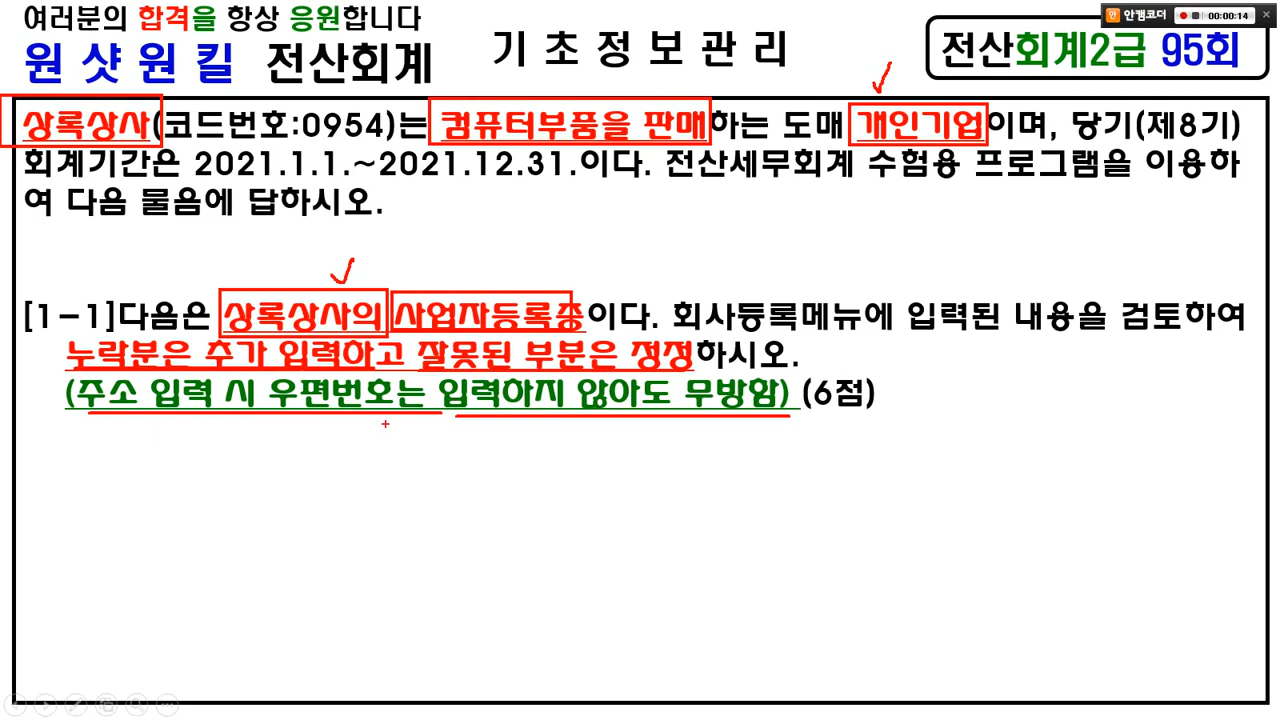 여러분의 합격을 항상 응원합니다
원 샷 원 킬 전산회계
기 초 정 보 관 리
안캠코더 00:00:14
전산회계2급 95회
상록상사(코드번호:0954)는 컴퓨터부품을 판매하는 도매 개인기업이며, 당기(제8기)
회계기간은 2021.1.1.~2021.12.31.이다. 전산세무회계 수험용 프로그램을 이용하
여 다음 물음에 답하시오.
[1-1]다음은 상록상사의 사업자등록증이다. 회사등록메뉴에 입력된 내용을 검토하여
누락분은 추가 입력하고 잘못된 부분은 정정하시오.
(주소 입력 시 우편번호는 입력하지 않아도 무방함) (6점)